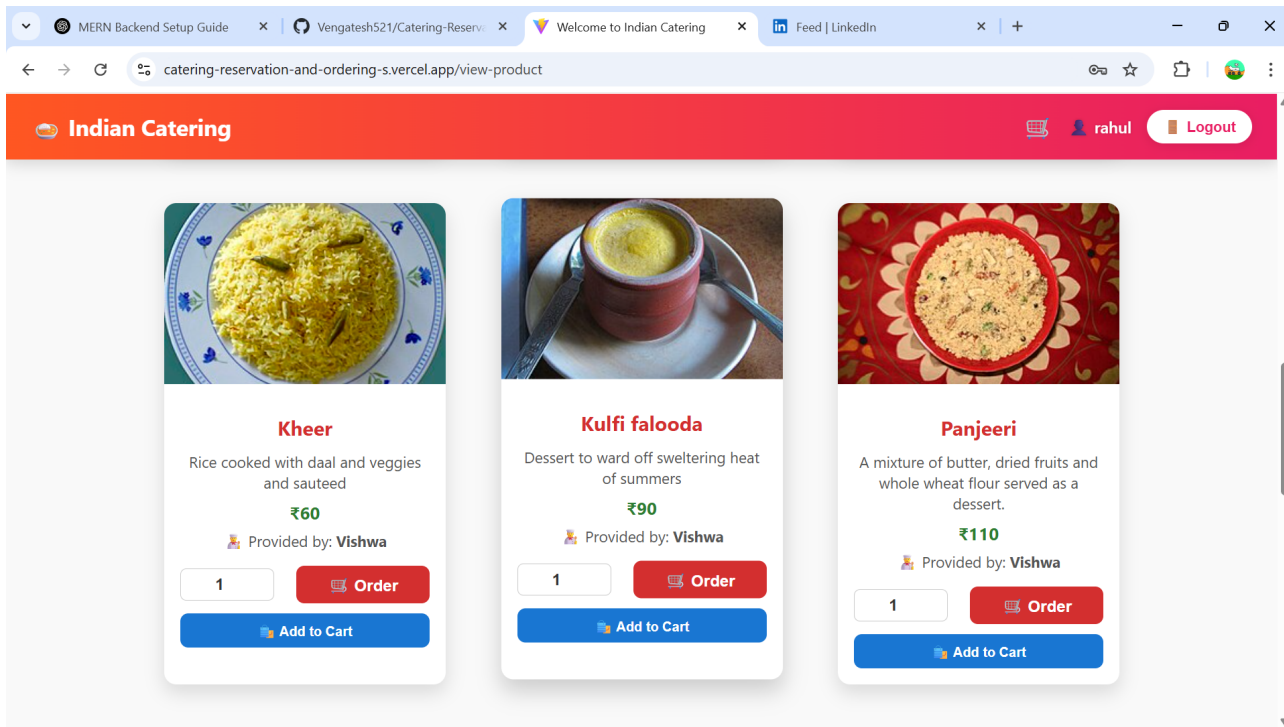 MERN Backend Setup Guide
Vengatesh521/Catering-Reserva
Welcome to Indian Catering
Feed | LinkedIn
catering-reservation-and-ordering-s.vercel.app/view-product
Indian Catering
rahul
Logout
Kheer
Rice cooked with daal and veggies
and sauteed
₹60
Provided by: Vishwa
1
Order
Add to Cart
Kulfi falooda
Dessert to ward off sweltering heat
of summers
₹90
Provided by: Vishwa
1
Order
Add to Cart
Panjeeri
A mixture of butter, dried fruits and
whole wheat flour served as a
dessert.
₹110
Provided by: Vishwa
1
Order
Add to Cart